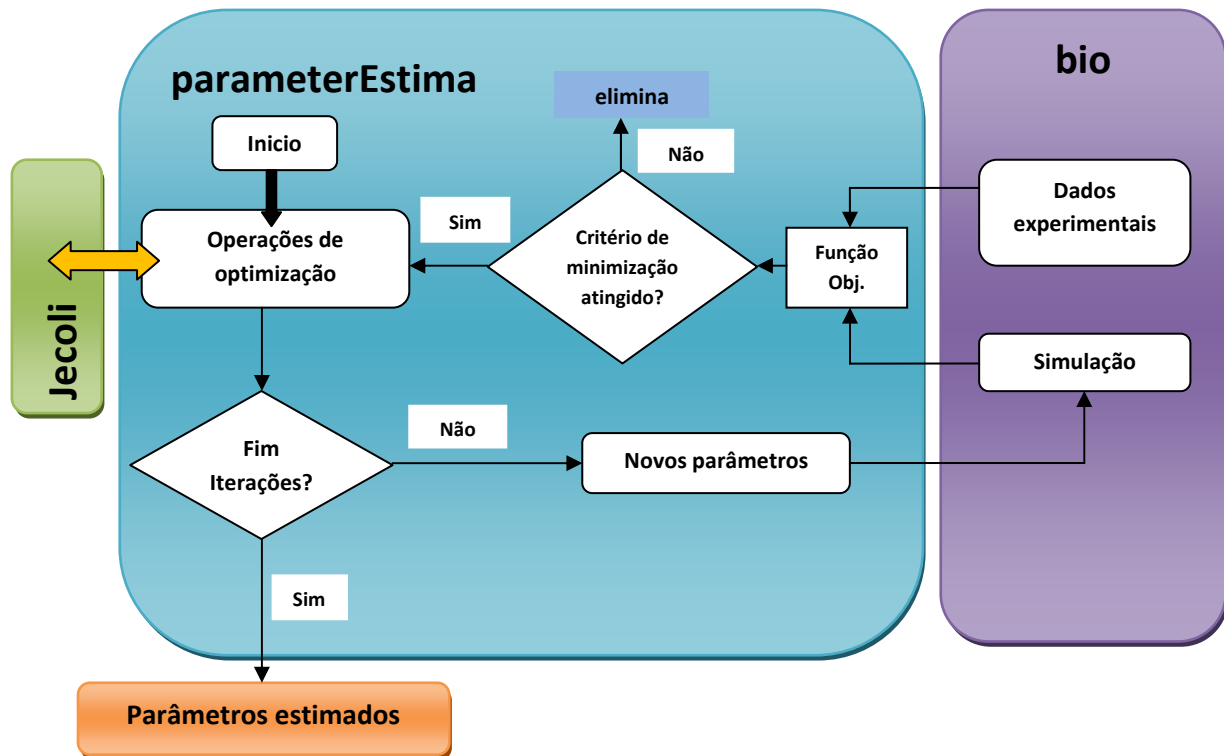 parameterEstima
bio
elimina
Inicio
Não
Dados
experimentais
Sim
Operações de
optimização
Critério de
minimização
atingido?
Função
Obj.
Jecoli
Simulação
Fim
Iterações?
Não
Novos parâmetros
Sim
Parâmetros estimados